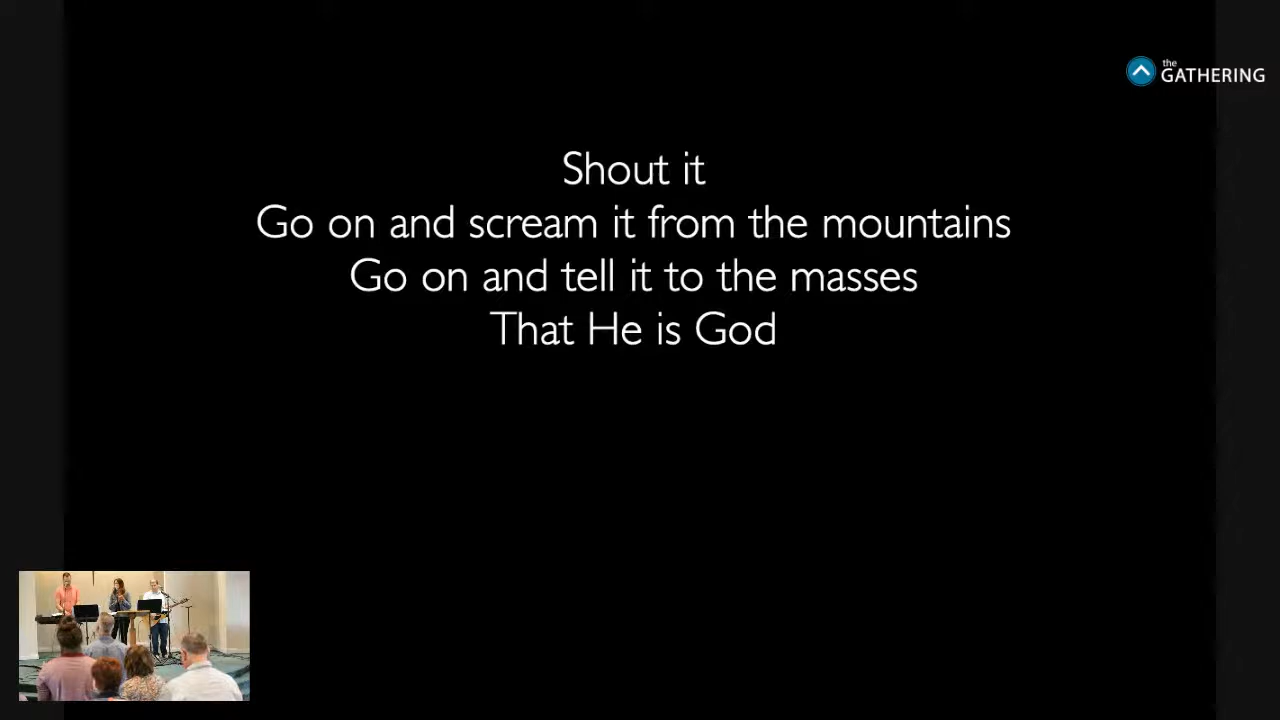 the
GATHERING
Shout it
Go on and scream it from the mountains
Go on and tell it to the masses
That He is God